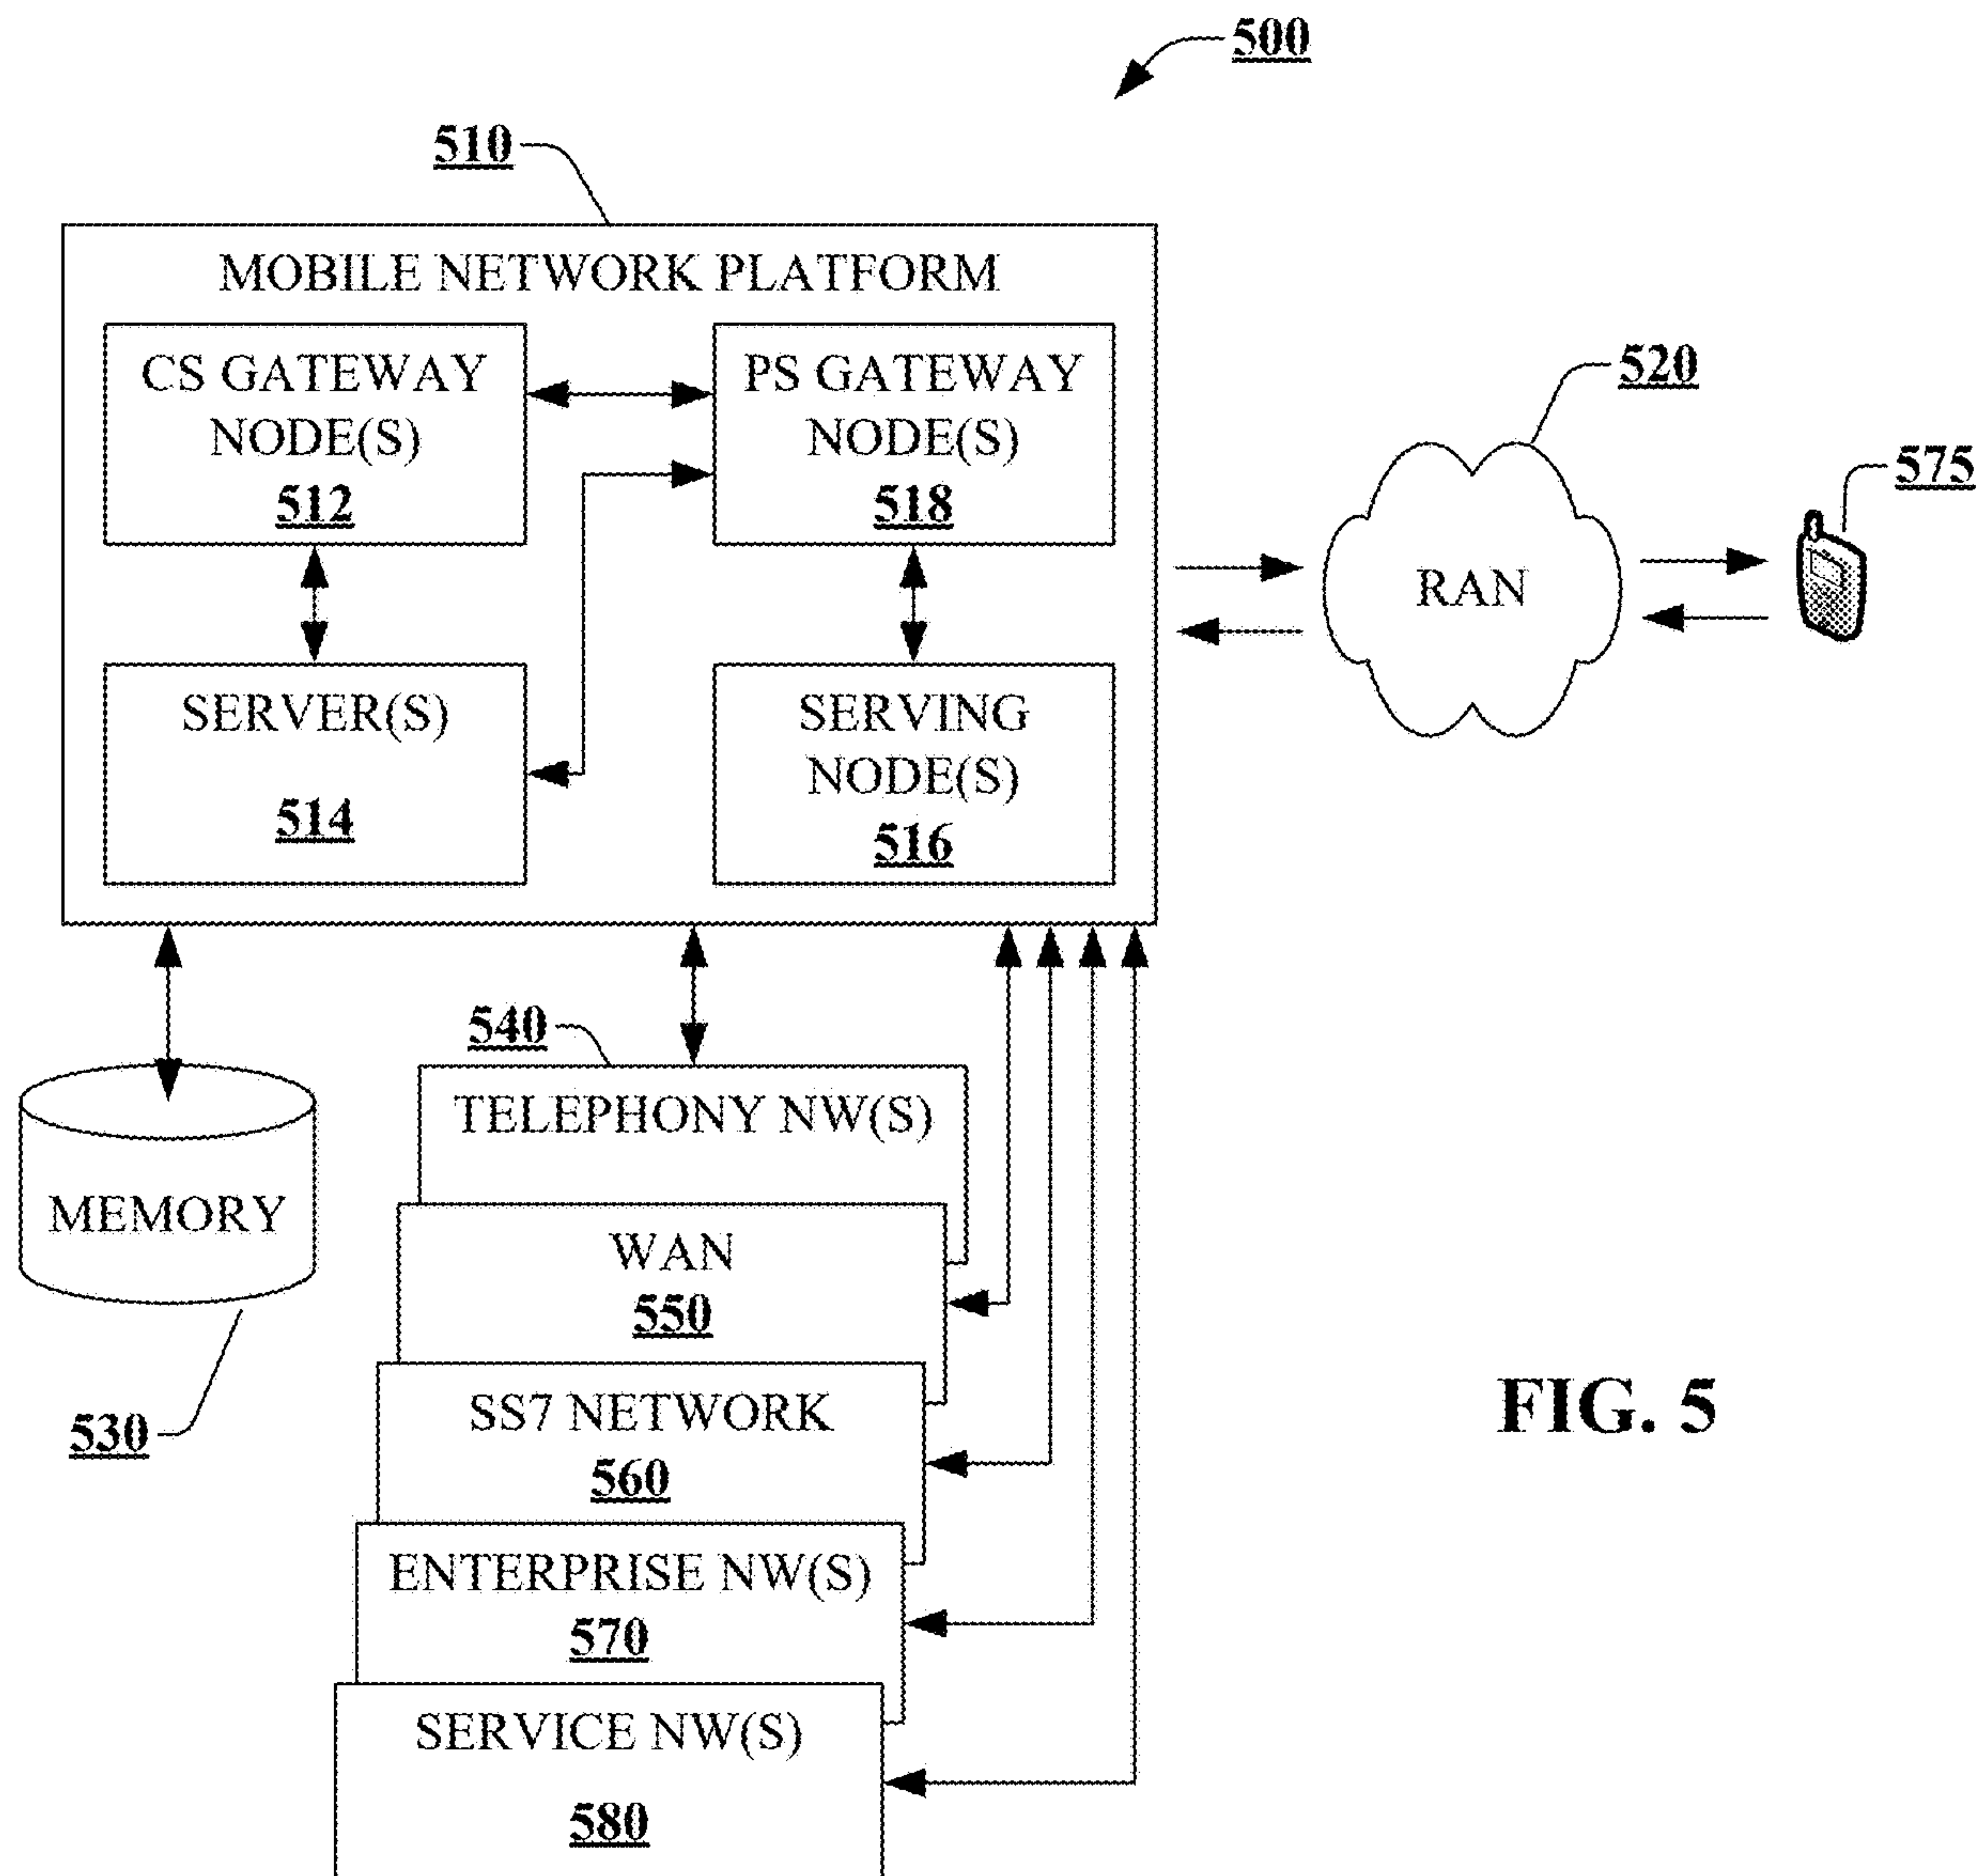 500
510
MOBILE NETWORK PLATFORM
CS GATEWAY
NODE(S)
512
PS GATEWAY
NODE(S)
518
SERVER(S)
514
SERVING
NODE(S)
516
520
RAN
575
540
TELEPHONY NW(S)
MEMORY
530
WAN
550
SS7 NETWORK
560
ENTERPRISE NW(S)
570
SERVICE NW(S)
580
FIG. 5